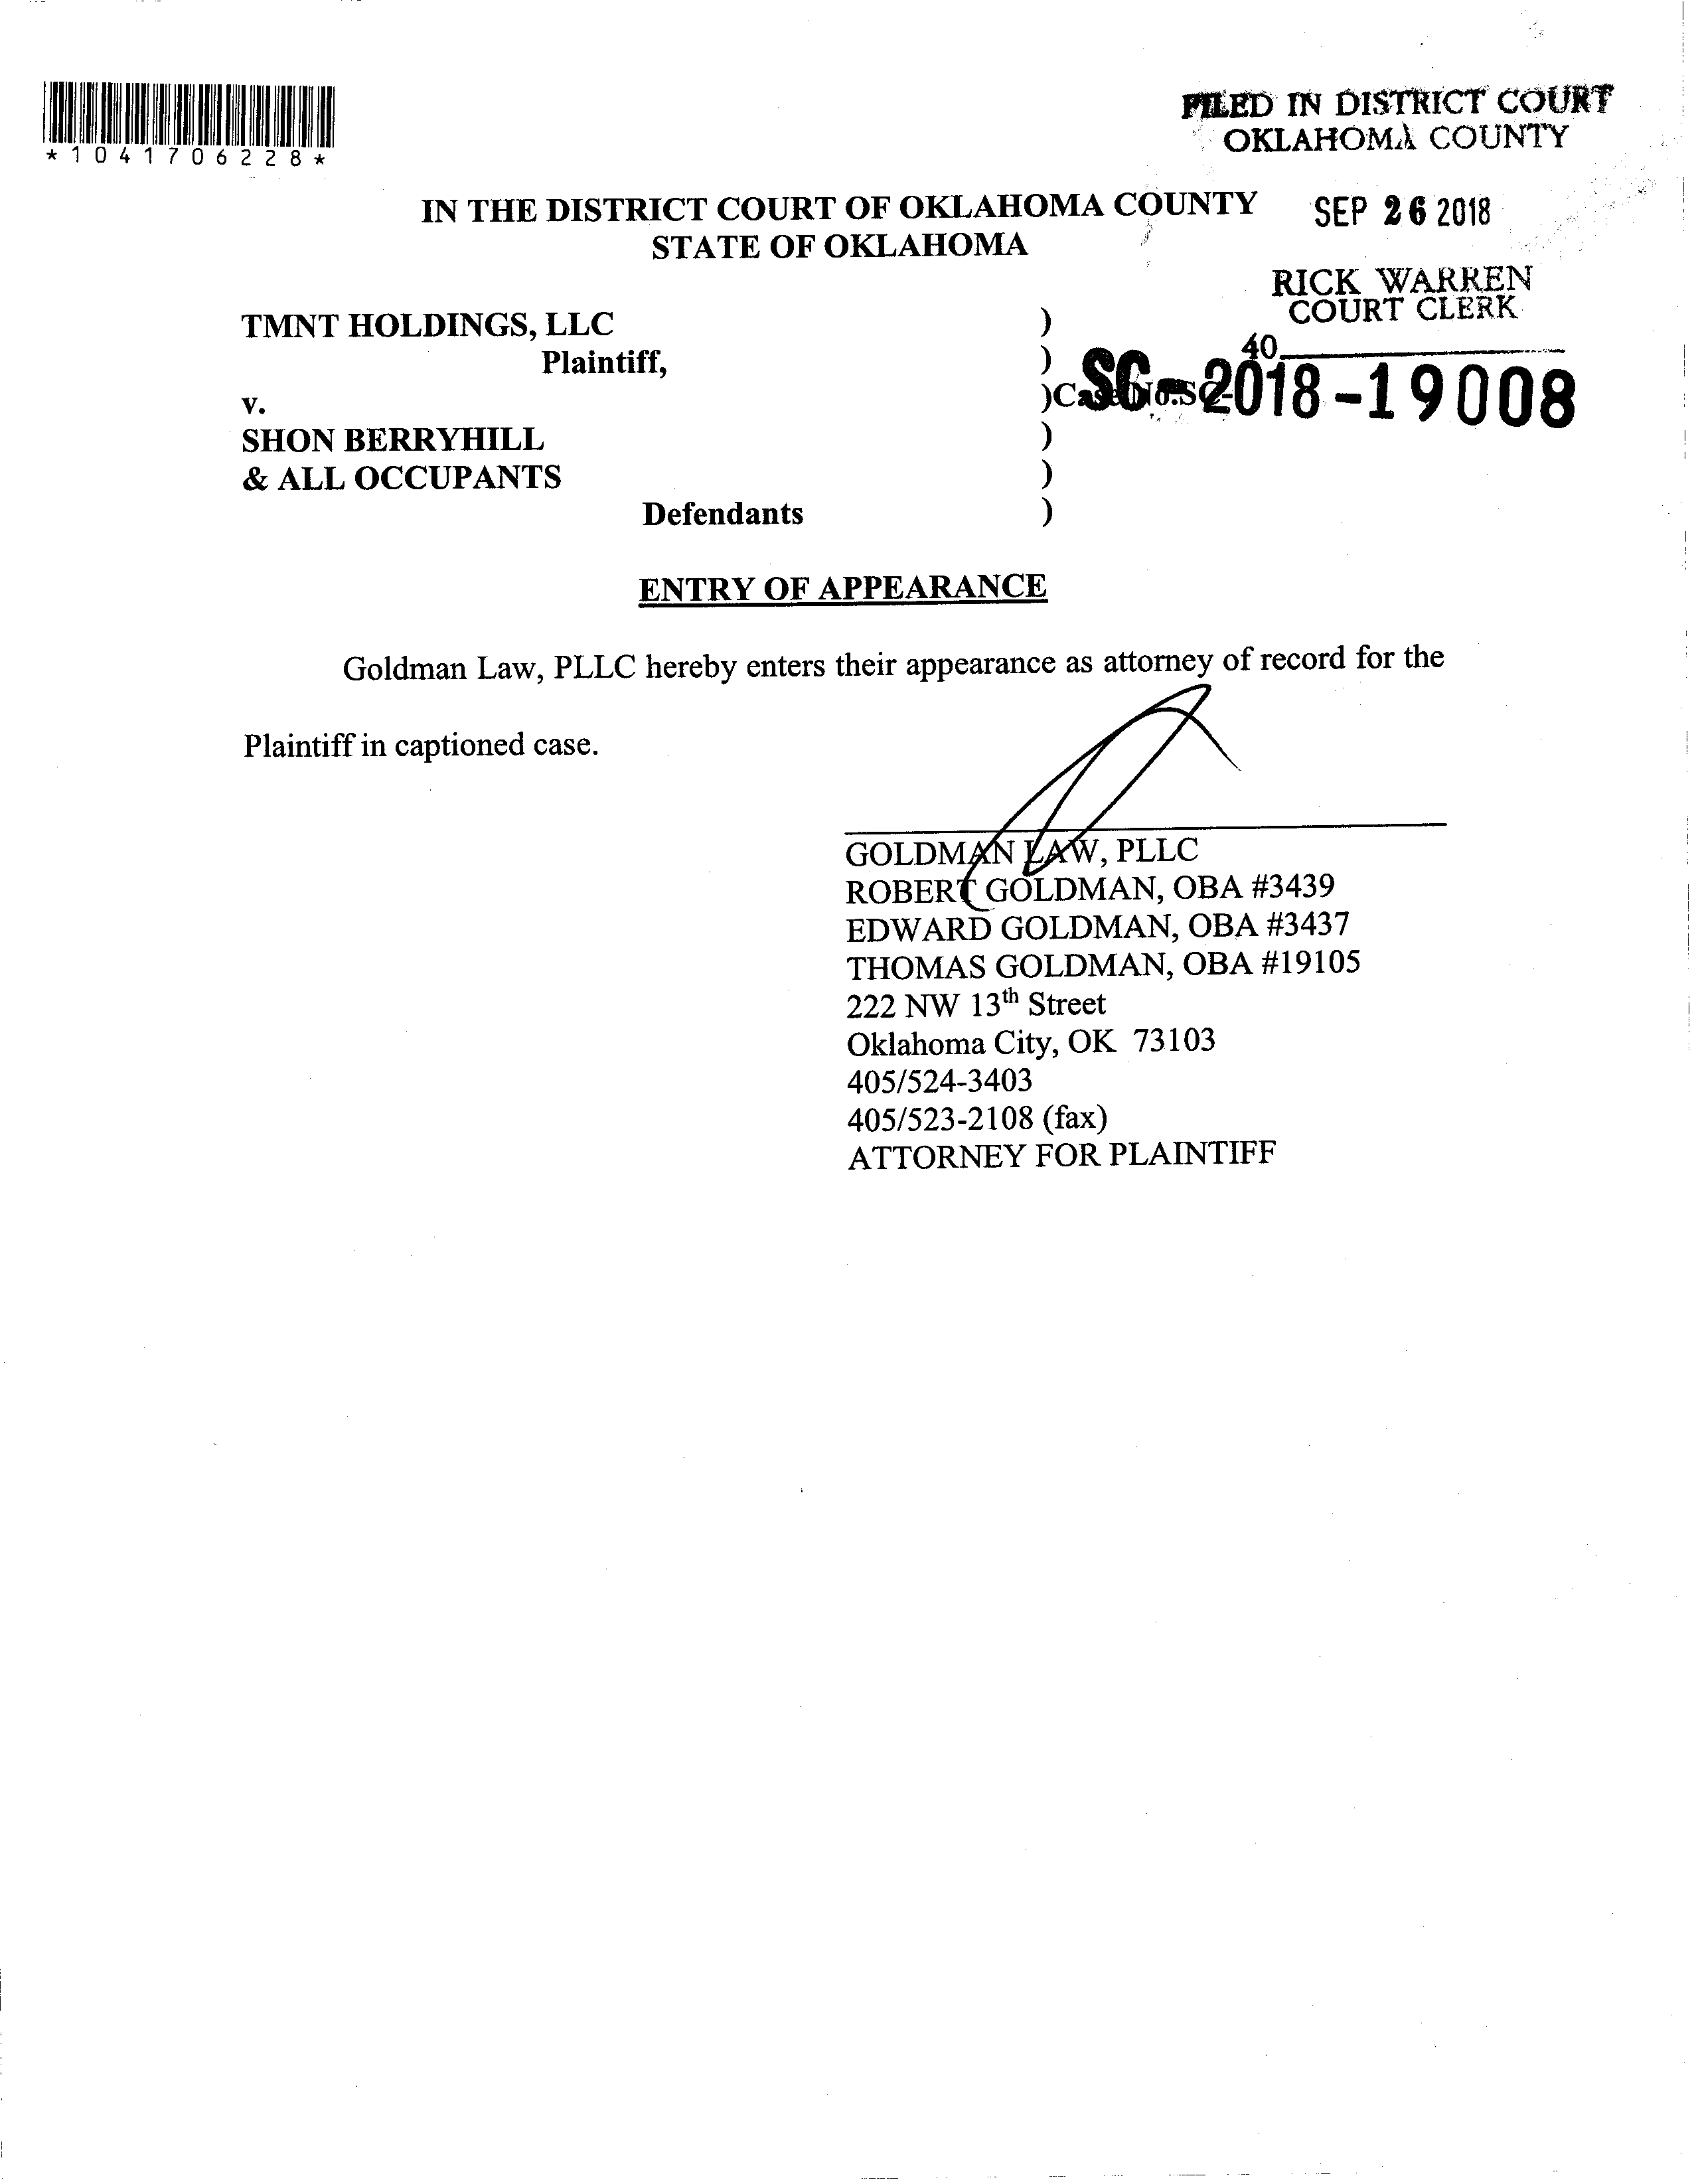 *1041706228*
FILED IN DISTRICT COURT
OKLAHOMA COUNTY
IN THE DISTRICT COURT OF OKLAHOMA COUNTY
STATE OF OKLAHOMA
SEP 26 2018
RICK WARREN
COURT CLERK
40
TMNT HOLDINGS, LLC )
Plaintiff, )
v. )Case No.SC-
SC-2018-19008
SHON BERRYHILL )
& ALL OCCUPANTS )
Defendants )
ENTRY OF APPEARANCE
Goldman Law, PLLC hereby enters their appearance as attorney of record for the
Plaintiff in captioned case.
GOLDMAN LAW, PLLC
ROBERT GOLDMAN, OBA #3439
EDWARD GOLDMAN, OBA #3437
THOMAS GOLDMAN, OBA #19105
222 NW 13th Street
Oklahoma City, OK 73103
405/524-3403
405/523-2108 (fax)
ATTORNEY FOR PLAINTIFF